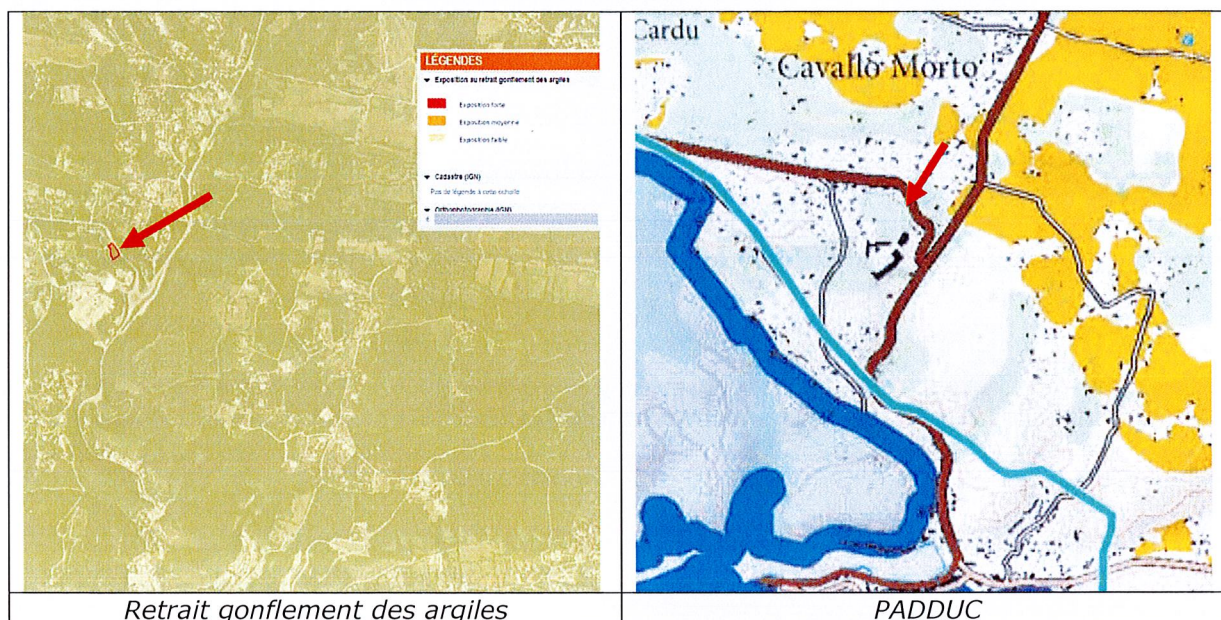 LÉGENDES
Exposition au retrait gonflement des argiles
Exposition forte
Exposition moyenne
Exposition faible
Cadastre (IGN)
Pas de légende à cette échelle
Orthophotographie (IGN)
Cardu
Cavallo Morto
Retrait gonflement des argiles
PADDUC